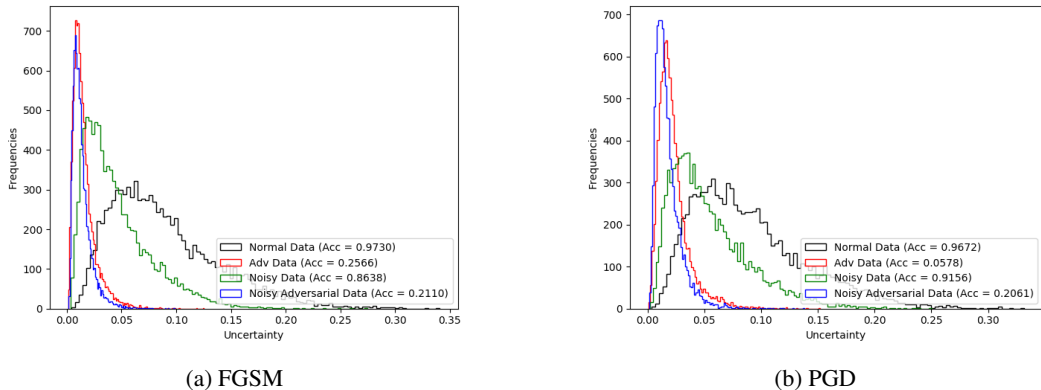 700
600
500
400
300
200
100
0
Frequencies
0.00 0.05 0.10 0.15 0.20 0.25 0.30 0.35
Uncertainty
Normal Data (Acc = 0.9730)
Adv Data (Acc = 0.2566)
Noisy Data (Acc = 0.8638)
Noisy Adversarial Data (Acc = 0.2110)
(a) FGSM
700
600
500
400
300
200
100
0
Frequencies
0.00 0.05 0.10 0.15 0.20 0.25 0.30
Uncertainty
Normal Data (Acc = 0.9672)
Adv Data (Acc = 0.0578)
Noisy Data (Acc = 0.9156)
Noisy Adversarial Data (Acc = 0.2061)
(b) PGD